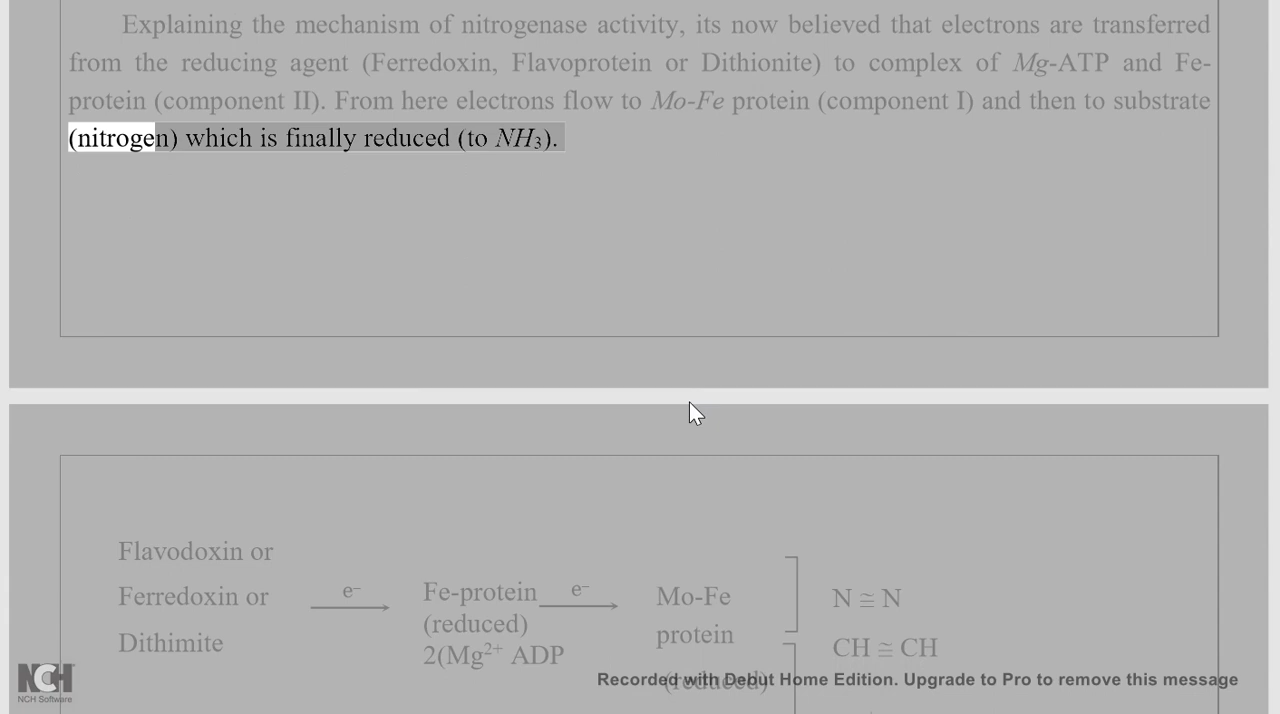 Explaining the mechanism of nitrogenase activity, its now believed that electrons are transferred
from the reducing agent (Ferredoxin, Flavoprotein or Dithionite) to complex of Mg-ATP and Fe-
protein (component II). From here electrons flow to Mo-Fe protein (component I) and then to substrate
(nitrogen) which is finally reduced (to NH₃).
Flavodoxin or
Ferredoxin or
Dithimite
e⁻
Fe-protein
(reduced)
2(Mg²⁺ ADP
e⁻
Mo-Fe
protein
(reduced)
N ≅ N
CH ≅ CH
NCH
NCH Software
Recorded with Debut Home Edition. Upgrade to Pro to remove this message